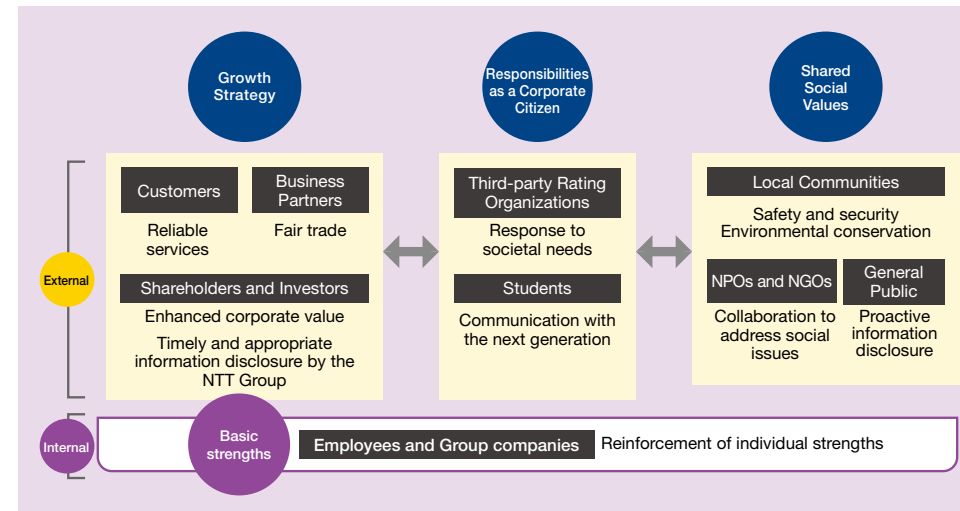 Growth
Strategy
Responsibilities
as a Corporate
Citizen
Shared
Social
Values
External
Customers
Reliable
services
Business
Partners
Fair trade
Shareholders and Investors
Enhanced corporate value
Timely and appropriate
information disclosure by the
NTT Group
Third-party Rating
Organizations
Response to
societal needs
Students
Communication with
the next generation
Local Communities
Safety and security
Environmental conservation
NPOs and NGOs
Collaboration to
address social
issues
General
Public
Proactive
information
disclosure
Internal
Basic
strengths
Employees and Group companies
Reinforcement of individual strengths